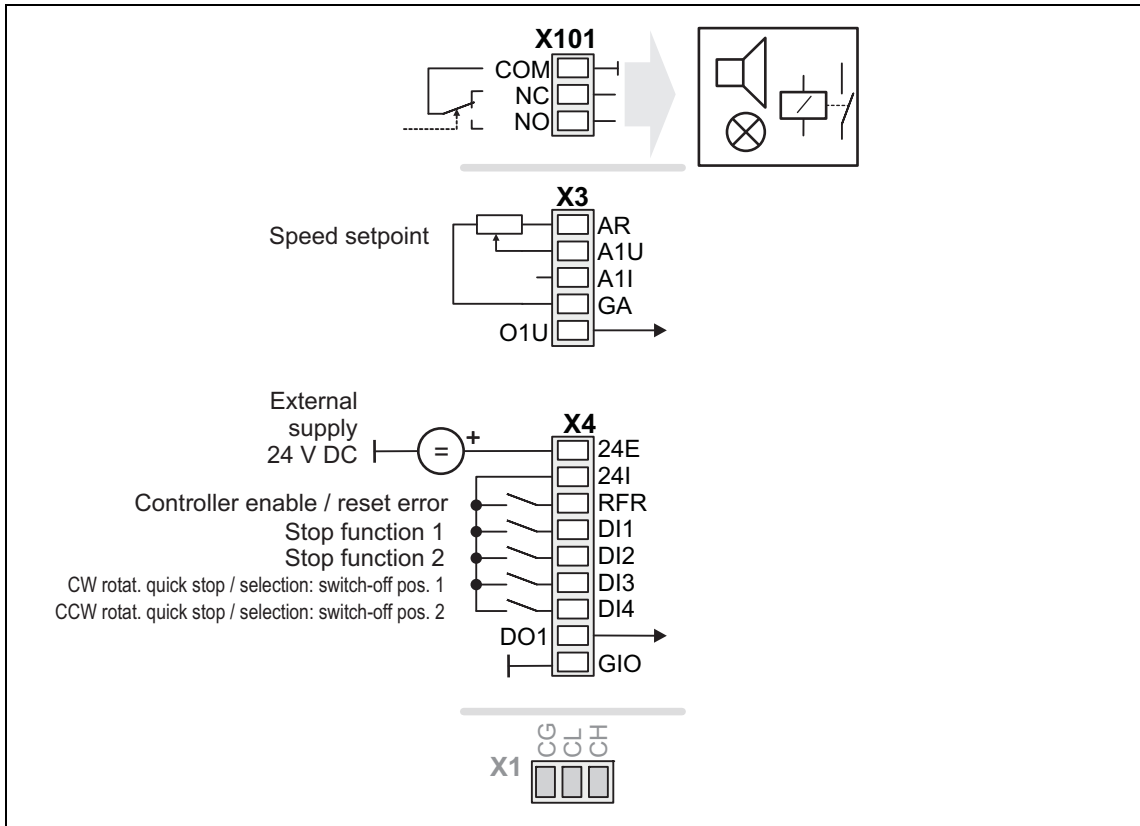 X101
COM
NC
NO
X3
Speed setpoint
AR
A1U
A1I
GA
O1U
External
supply
24 V DC
=
+
X4
24E
24I
Controller enable / reset error
RFR
Stop function 1
DI1
Stop function 2
DI2
CW rotat. quick stop / selection: switch-off pos. 1
DI3
CCW rotat. quick stop / selection: switch-off pos. 2
DI4
DO1
GIO
X1
CG
CL
CH